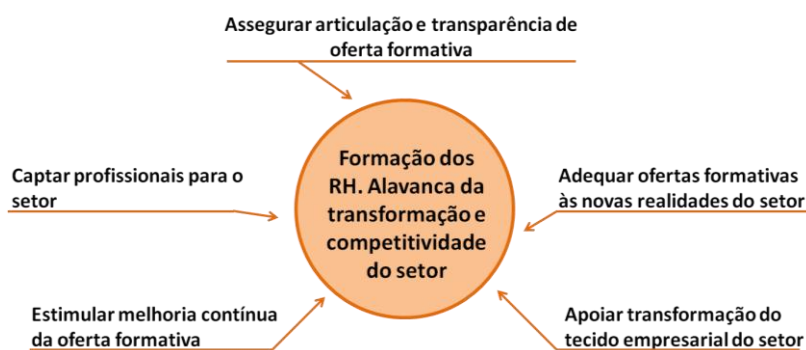 Assegurar articulação e transparência de
oferta formativa
Captar profissionais para o
setor
Formação dos
RH. Alavanca da
transformação e
competitividade
do setor
Adequar ofertas formativas
às novas realidades do setor
Estimular melhoria contínua
da oferta formativa
Apoiar transformação do
tecido empresarial do setor